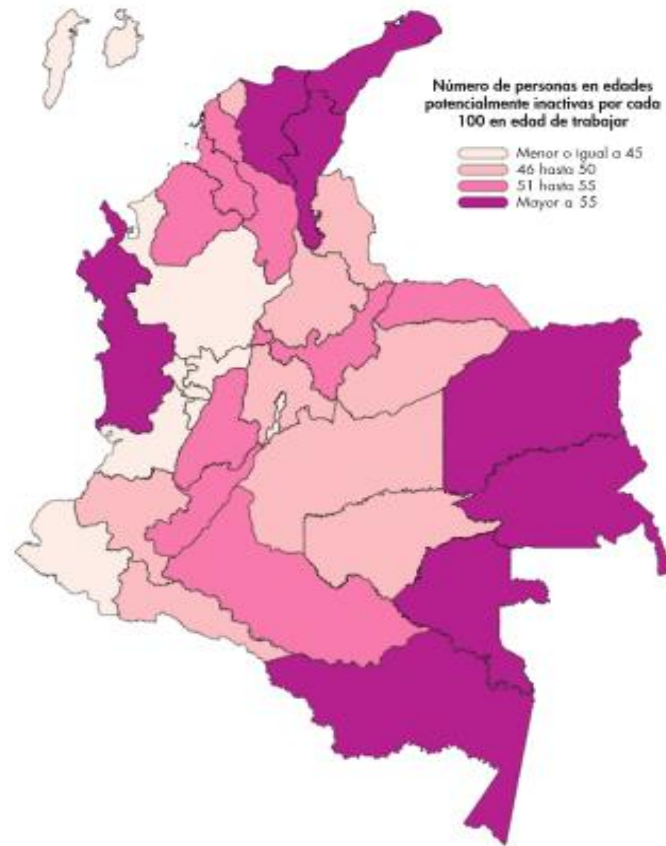 Número de personas en edades
potencialmente inactivas por cada
100 en edad de trabajar
Menor o igual a 45
46 hasta 50
51 hasta 55
Mayor a 55